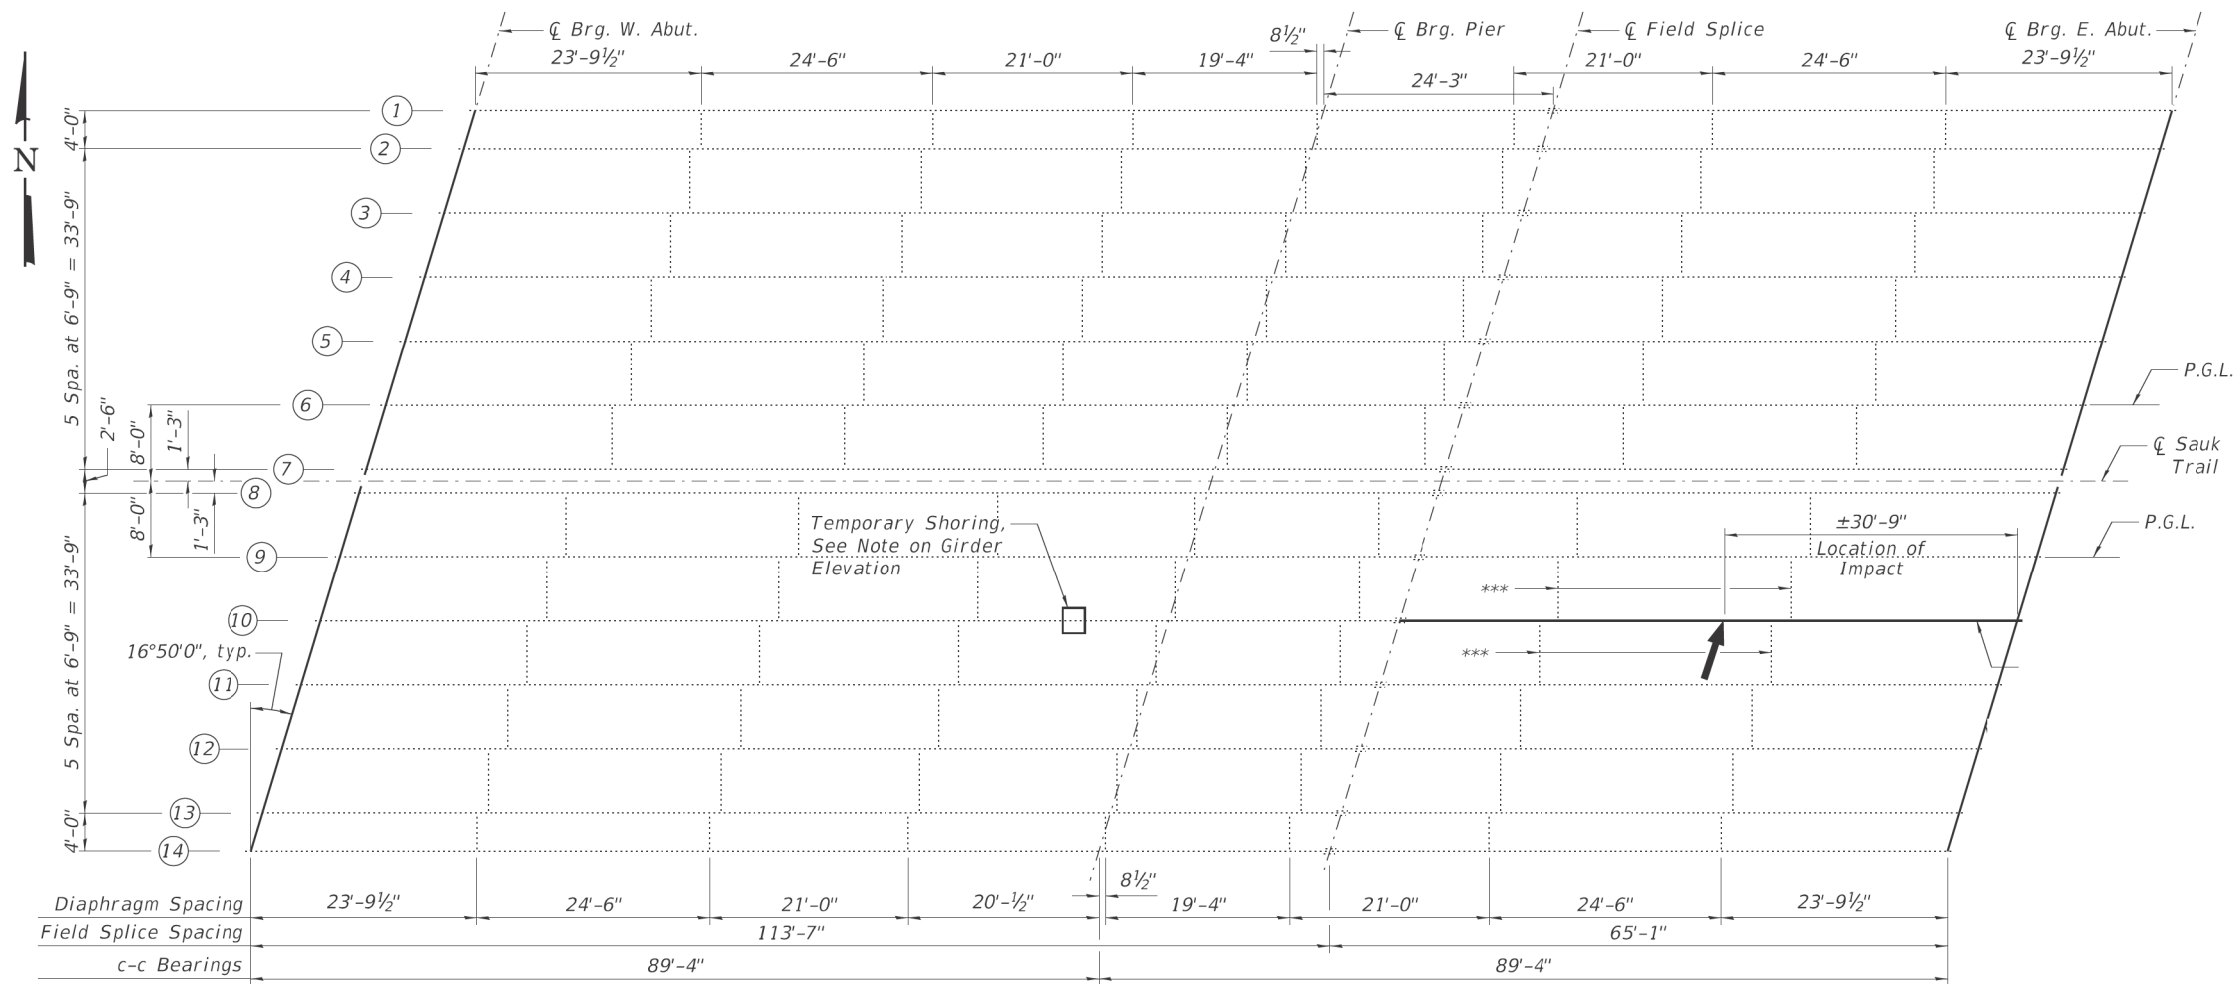 ℄ Brg. W. Abut.
℄ Brg. Pier
℄ Field Splice
℄ Brg. E. Abut.
23'-9½"
24'-6"
21'-0"
19'-4"
8½"
24'-3"
21'-0"
24'-6"
23'-9½"
N
4'-0"
5 Spa. at 6'-9" = 33'-9"
2'-6"
8'-0"
1'-3"
8'-0"
1'-3"
5 Spa. at 6'-9" = 33'-9"
4'-0"
1
2
3
4
5
6
7
8
9
10
11
12
13
14
16°50'0", typ.
P.G.L.
℄ Sauk
Trail
P.G.L.
Temporary Shoring,
See Note on Girder
Elevation
±30'-9"
Location of
Impact
***
***
8½"
Diaphragm Spacing
23'-9½"
24'-6"
21'-0"
20'-½"
19'-4"
21'-0"
24'-6"
23'-9½"
Field Splice Spacing
113'-7"
65'-1"
c-c Bearings
89'-4"
89'-4"